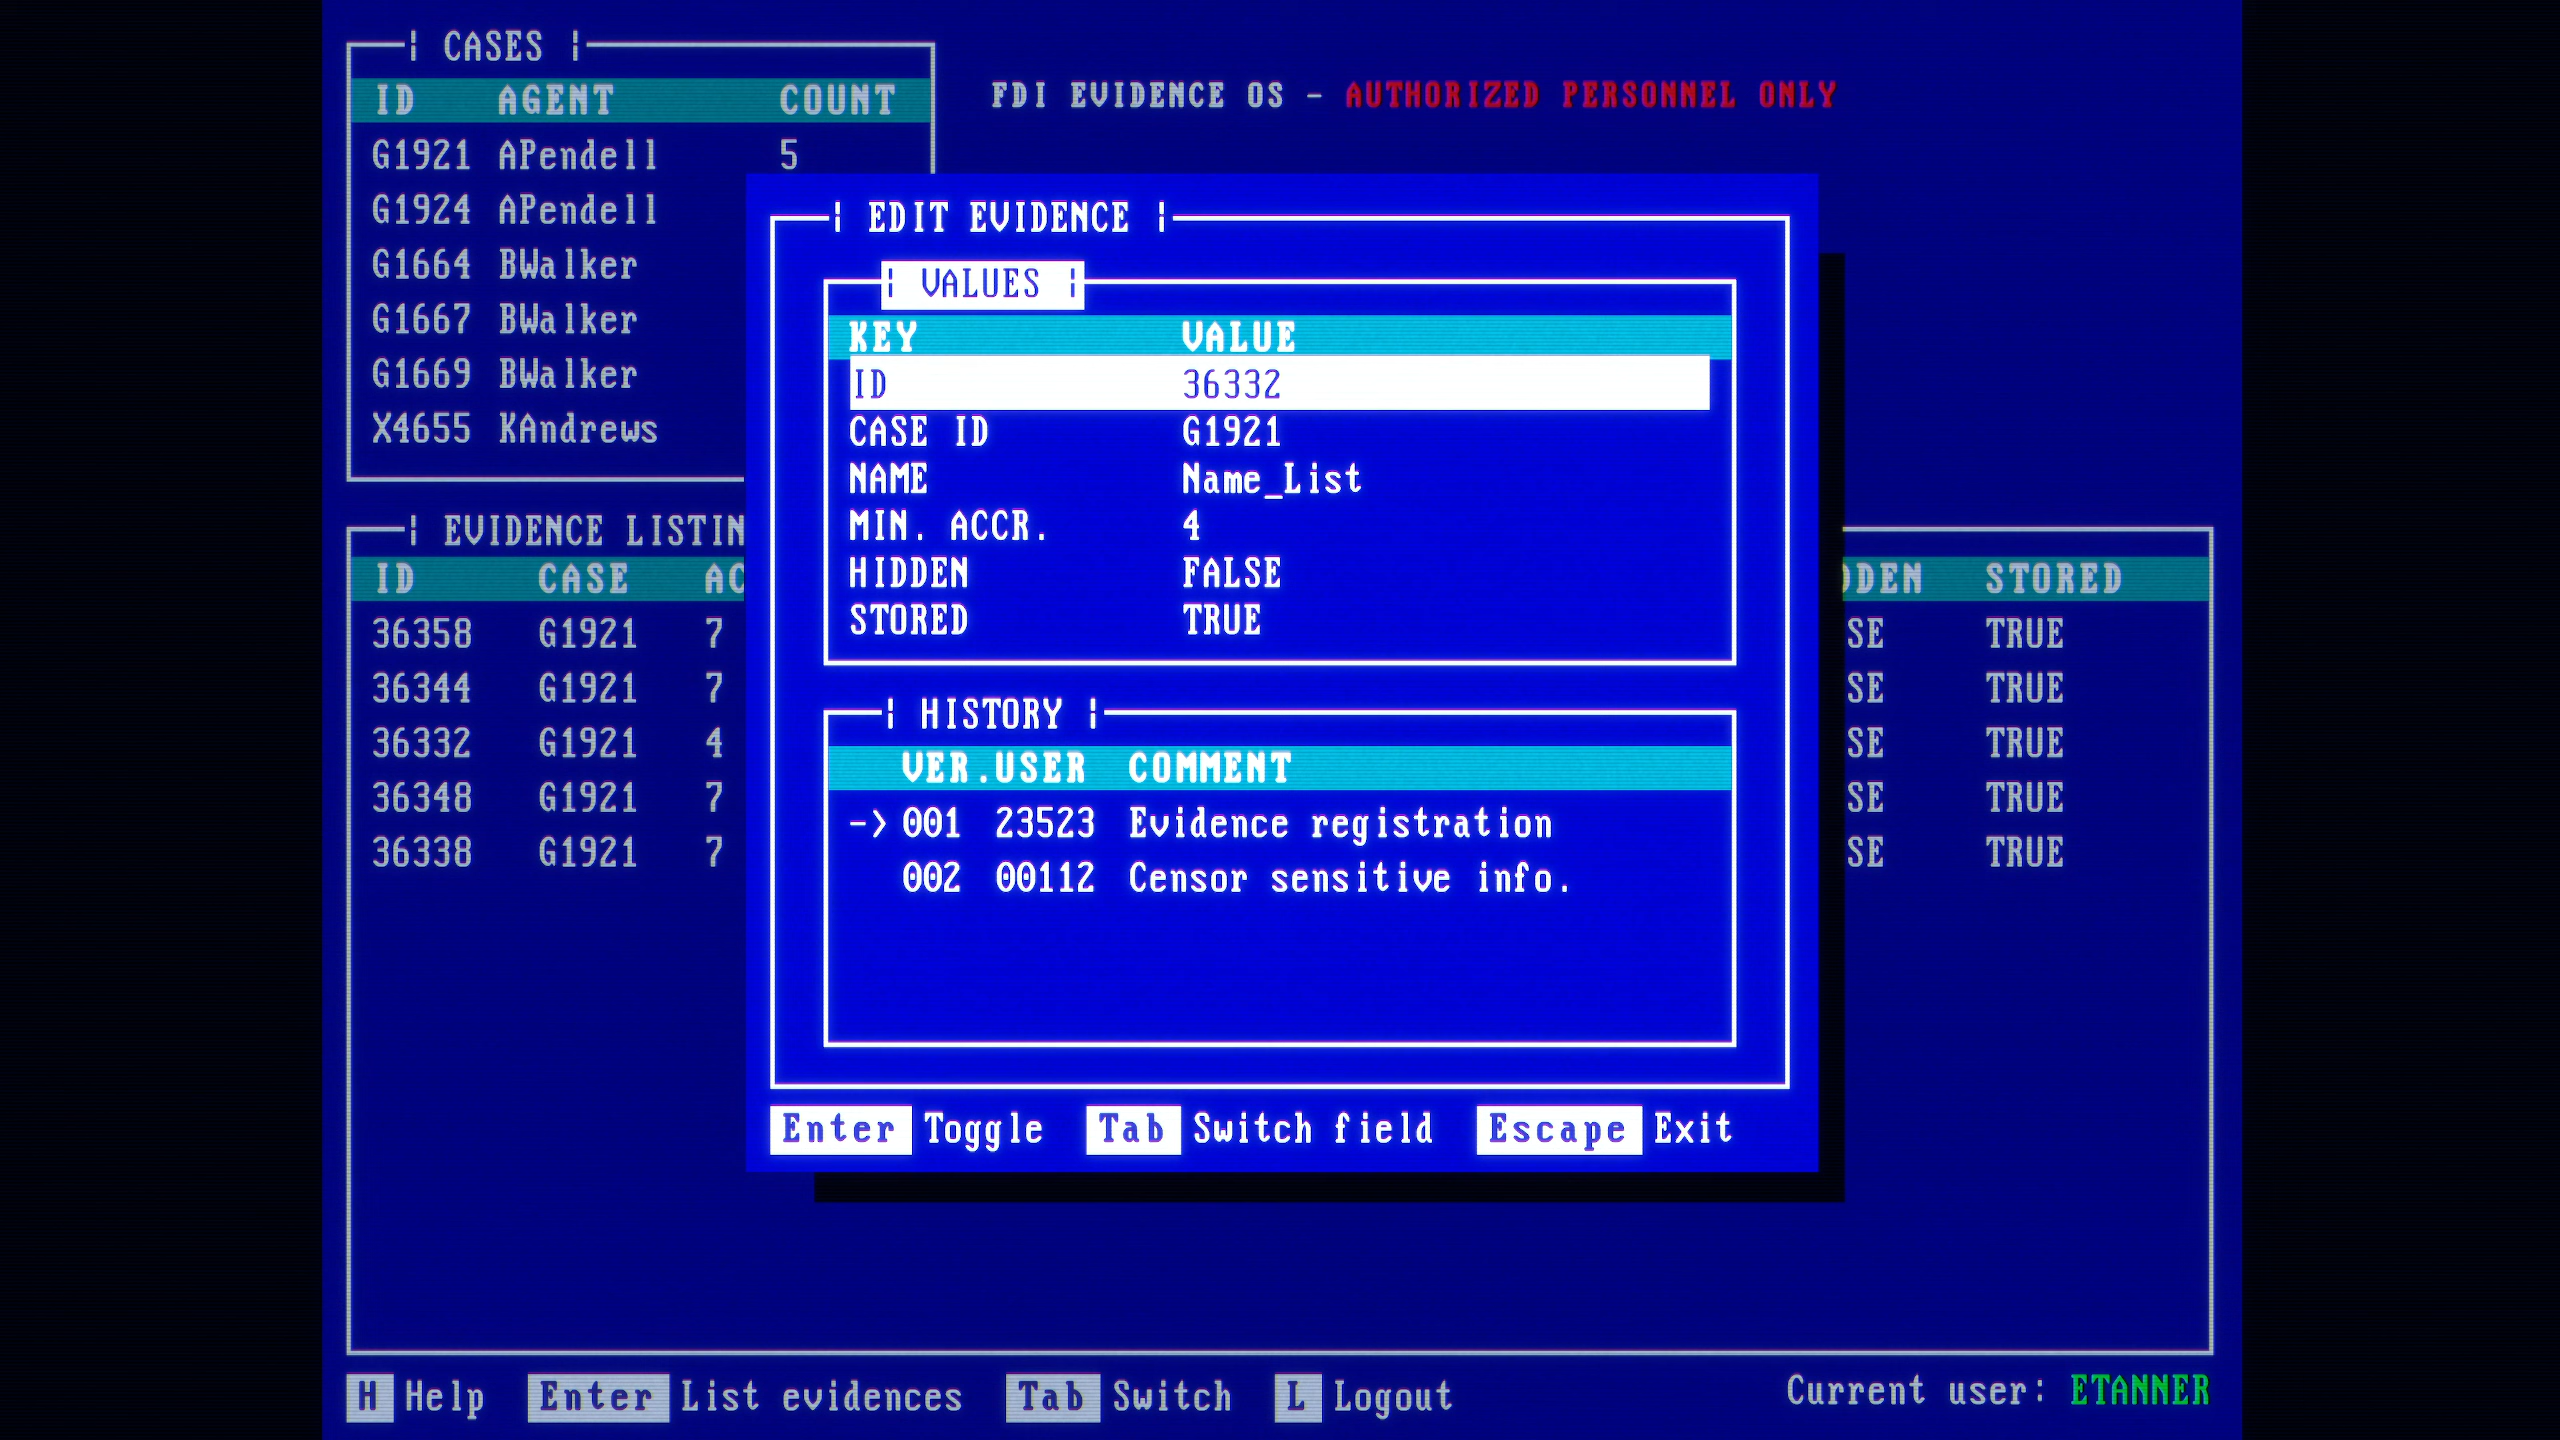 CASES
ID AGENT COUNT
G1921 APendell 5
G1924 APendell
G1664 BWalker
G1667 BWalker
G1669 BWalker
X4655 KAndrews
FDI EVIDENCE OS - AUTHORIZED PERSONNEL ONLY
EDIT EVIDENCE
VALUES
KEY VALUE
ID 36332
CASE ID G1921
NAME Name_List
MIN. ACCR. 4
HIDDEN FALSE
STORED TRUE
HISTORY
VER. USER COMMENT
-> 001 23523 Evidence registration
002 00112 Censor sensitive info.
Enter Toggle Tab Switch field Escape Exit
EVIDENCE LISTIN
ID CASE AC DDEN STORED
36358 G1921 7 SE TRUE
36344 G1921 7 SE TRUE
36332 G1921 4 SE TRUE
36348 G1921 7 SE TRUE
36338 G1921 7 SE TRUE
H Help Enter List evidences Tab Switch L Logout
Current user: ETANNER